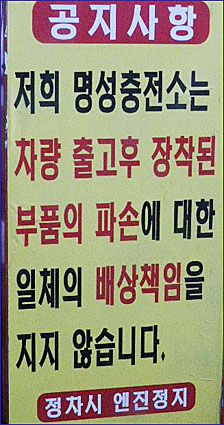 공지사항
저희 명성충전소는
차량 출고후 장착된
부품의 파손에 대한
일체의 배상책임을
지지 않습니다.
정차시 엔진정지